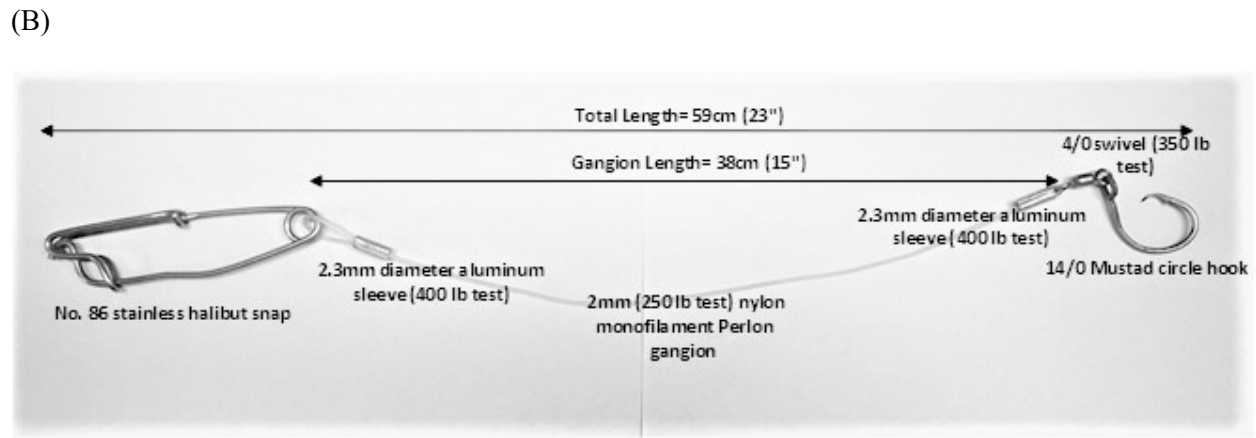 (B)
Total Length= 59cm (23")
4/0 swivel (350 lb
test)
Gangion Length= 38cm (15")
2.3mm diameter aluminum
sleeve (400 lb test)
14/0 Mustad circle hook
2.3mm diameter aluminum
sleeve (400 lb test)
No. 86 stainless halibut snap
2mm (250 lb test) nylon
monofilament Perlon
gangion